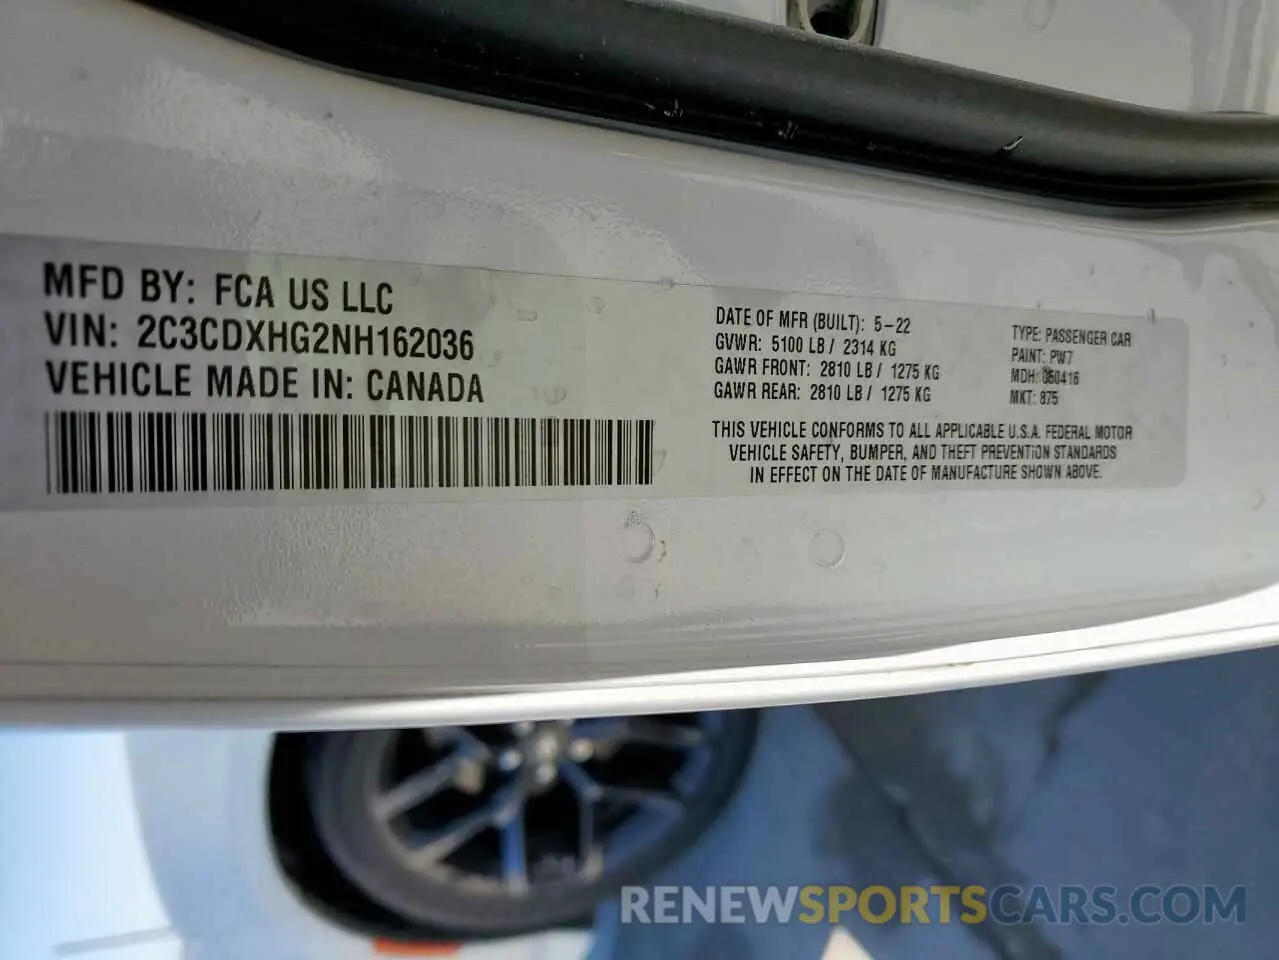 MFD BY: FCA US LLC
VIN: 2C3CDXHG2NH162036
VEHICLE MADE IN: CANADA
DATE OF MFR (BUILT): 5-22
GVWR: 5100 LB / 2314 KG
GAWR FRONT: 2810 LB / 1275 KG
GAWR REAR: 2810 LB / 1275 KG
TYPE: PASSENGER CAR
PAINT: PW7
MDH: 050416
MKT: 875
THIS VEHICLE CONFORMS TO ALL APPLICABLE U.S.A. FEDERAL MOTOR
VEHICLE SAFETY, BUMPER, AND THEFT PREVENTION STANDARDS
IN EFFECT ON THE DATE OF MANUFACTURE SHOWN ABOVE.
RENEWSPORTSCARS.COM